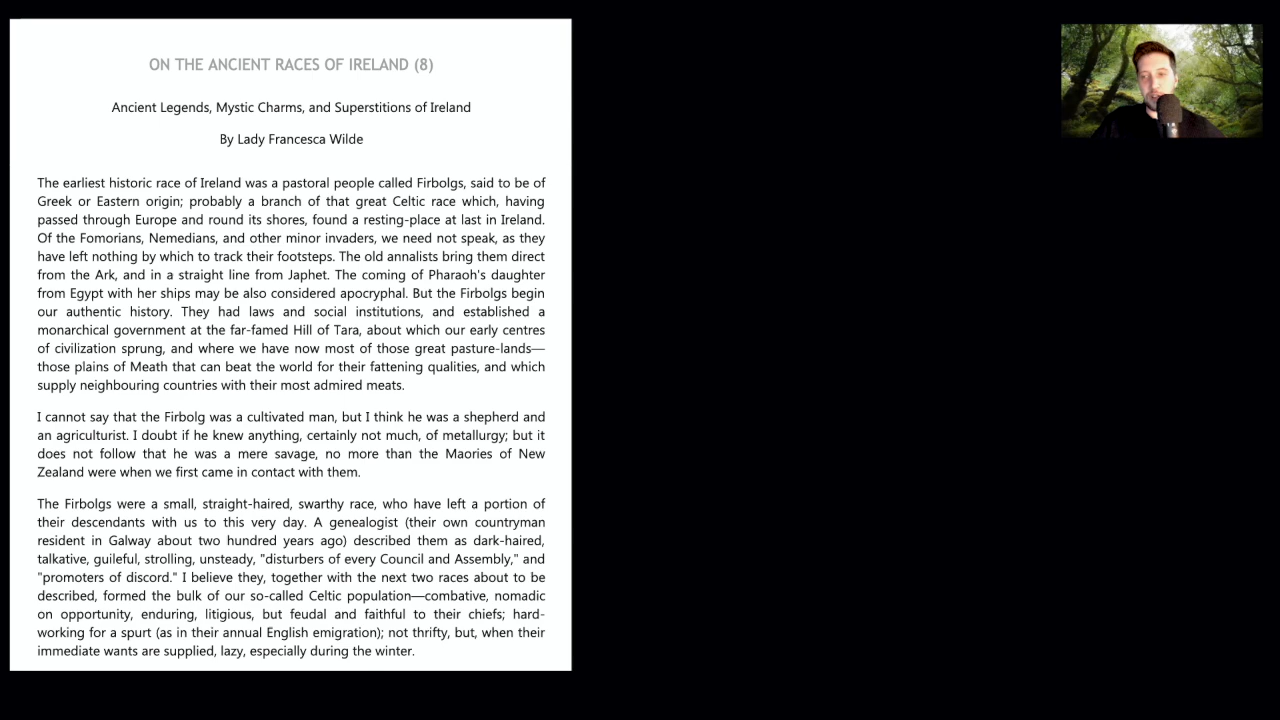 ON THE ANCIENT RACES OF IRELAND (8)
Ancient Legends, Mystic Charms, and Superstitions of Ireland
By Lady Francesca Wilde
The earliest historic race of Ireland was a pastoral people called Firbolgs, said to be of
Greek or Eastern origin; probably a branch of that great Celtic race which, having
passed through Europe and round its shores, found a resting-place at last in Ireland.
Of the Fomorians, Nemedians, and other minor invaders, we need not speak, as they
have left nothing by which to track their footsteps. The old annalists bring them direct
from the Ark, and in a straight line from Japhet. The coming of Pharaoh's daughter
from Egypt with her ships may be also considered apocryphal. But the Firbolgs begin
our authentic history. They had laws and social institutions, and established a
monarchical government at the far-famed Hill of Tara, about which our early centres
of civilization sprung, and where we have now most of those great pasture-lands—
those plains of Meath that can beat the world for their fattening qualities, and which
supply neighbouring countries with their most admired meats.
I cannot say that the Firbolg was a cultivated man, but I think he was a shepherd and
an agriculturist. I doubt if he knew anything, certainly not much, of metallurgy; but it
does not follow that he was a mere savage, no more than the Maories of New
Zealand were when we first came in contact with them.
The Firbolgs were a small, straight-haired, swarthy race, who have left a portion of
their descendants with us to this very day. A genealogist (their own countryman
resident in Galway about two hundred years ago) described them as dark-haired,
talkative, guileful, strolling, unsteady, "disturbers of every Council and Assembly," and
"promoters of discord." I believe they, together with the next two races about to be
described, formed the bulk of our so-called Celtic population—combative, nomadic
on opportunity, enduring, litigious, but feudal and faithful to their chiefs; hard-
working for a spurt (as in their annual English emigration); not thrifty, but, when their
immediate wants are supplied, lazy, especially during the winter.